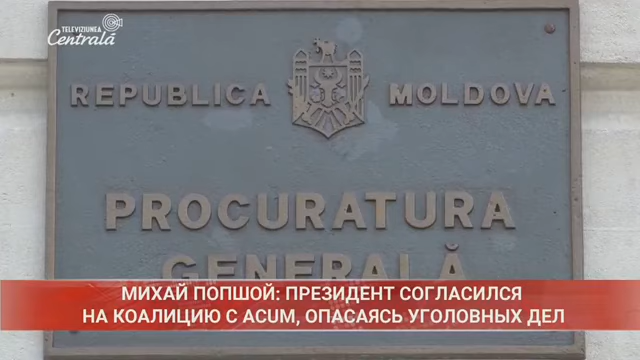 TELEVIZIUNEA
Centrală
REPUBLICA MOLDOVA
PROCURATURA
GENERALĂ
МИХАЙ ПОПШОЙ: ПРЕЗИДЕНТ СОГЛАСИЛСЯ
НА КОАЛИЦИЮ С ACUM, ОПАСАЯСЬ УГОЛОВНЫХ ДЕЛ